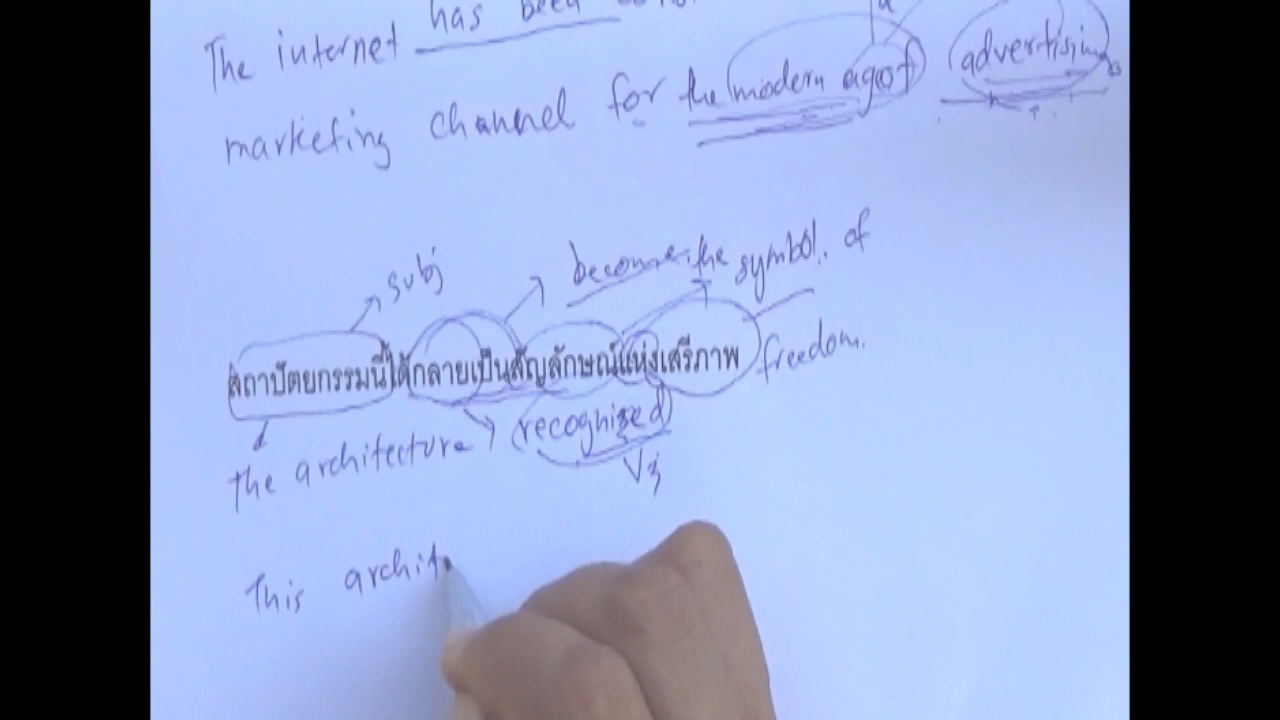 The internet has been
marketing channel for the modern age of advertising
subj become the symbol of
สถาปัตยกรรมนี้ได้กลายเป็นสัญลักษณ์แห่งเสรีภาพ freedom.
the architecture recognized
V3
This archit